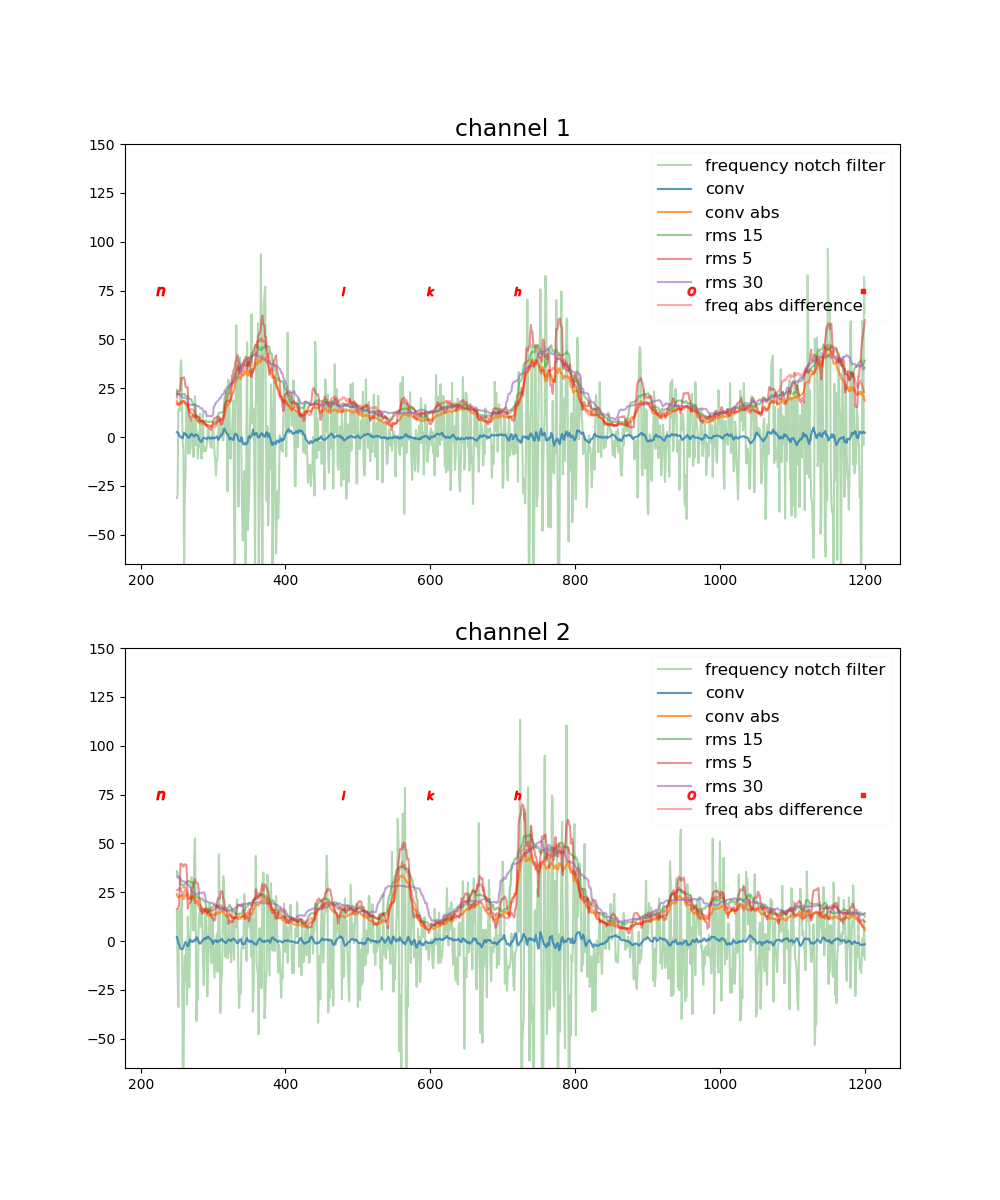 channel 1
150
125
100
75
50
25
0
−25
−50
frequency notch filter
conv
conv abs
rms 15
rms 5
rms 30
freq abs difference
n l k h o .
200 400 600 800 1000 1200
channel 2
150
125
100
75
50
25
0
−25
−50
frequency notch filter
conv
conv abs
rms 15
rms 5
rms 30
freq abs difference
n l k h o .
200 400 600 800 1000 1200